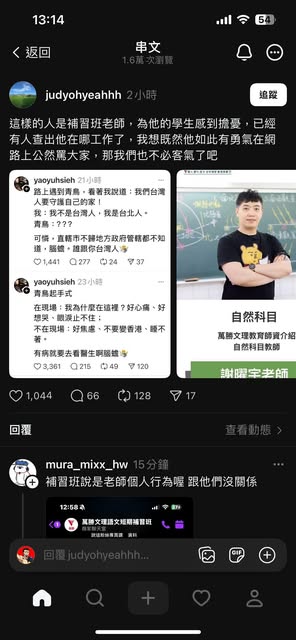 13:14
54
返回
串文
1.6萬 次瀏覽
judyohyeahhh 2小時
追蹤
這樣的人是補習班老師，為他的學生感到擔憂，已經
有人查出他在哪工作了，我想既然他如此有勇氣在網
路上公然罵大家，那我們也不必客氣了吧
yaoyuhsieh 21小時
路上遇到青鳥，看著我說道：我們台灣
人要守護自己的家！
我：我不是台灣人，我是台北人。
青鳥：???
可憐，直轄市不歸地方政府管轄都不知
道，腦蟾。誰跟你台灣人
1,441 277 24 37
yaoyuhsieh 23小時
青鳥起手式
在現場：我為什麼在這裡？好心痛、好
想哭、眼淚止不住；
不在現場：好焦慮、不要變香港、睡不
著。
有病就要去看醫生啊腦蟾
3,361 215 49 120
自然科目
萬勝文理教育師資介紹
自然科目教師
謝曜宇老師
1,044 66 128 17
回覆
查看動態
mura_mixx_hw 15分鐘
補習班說是老師個人行為喔 跟他們沒關係
12:58
萬勝文理語文短期補習班
回覆 judyohyeahhh...
GIF